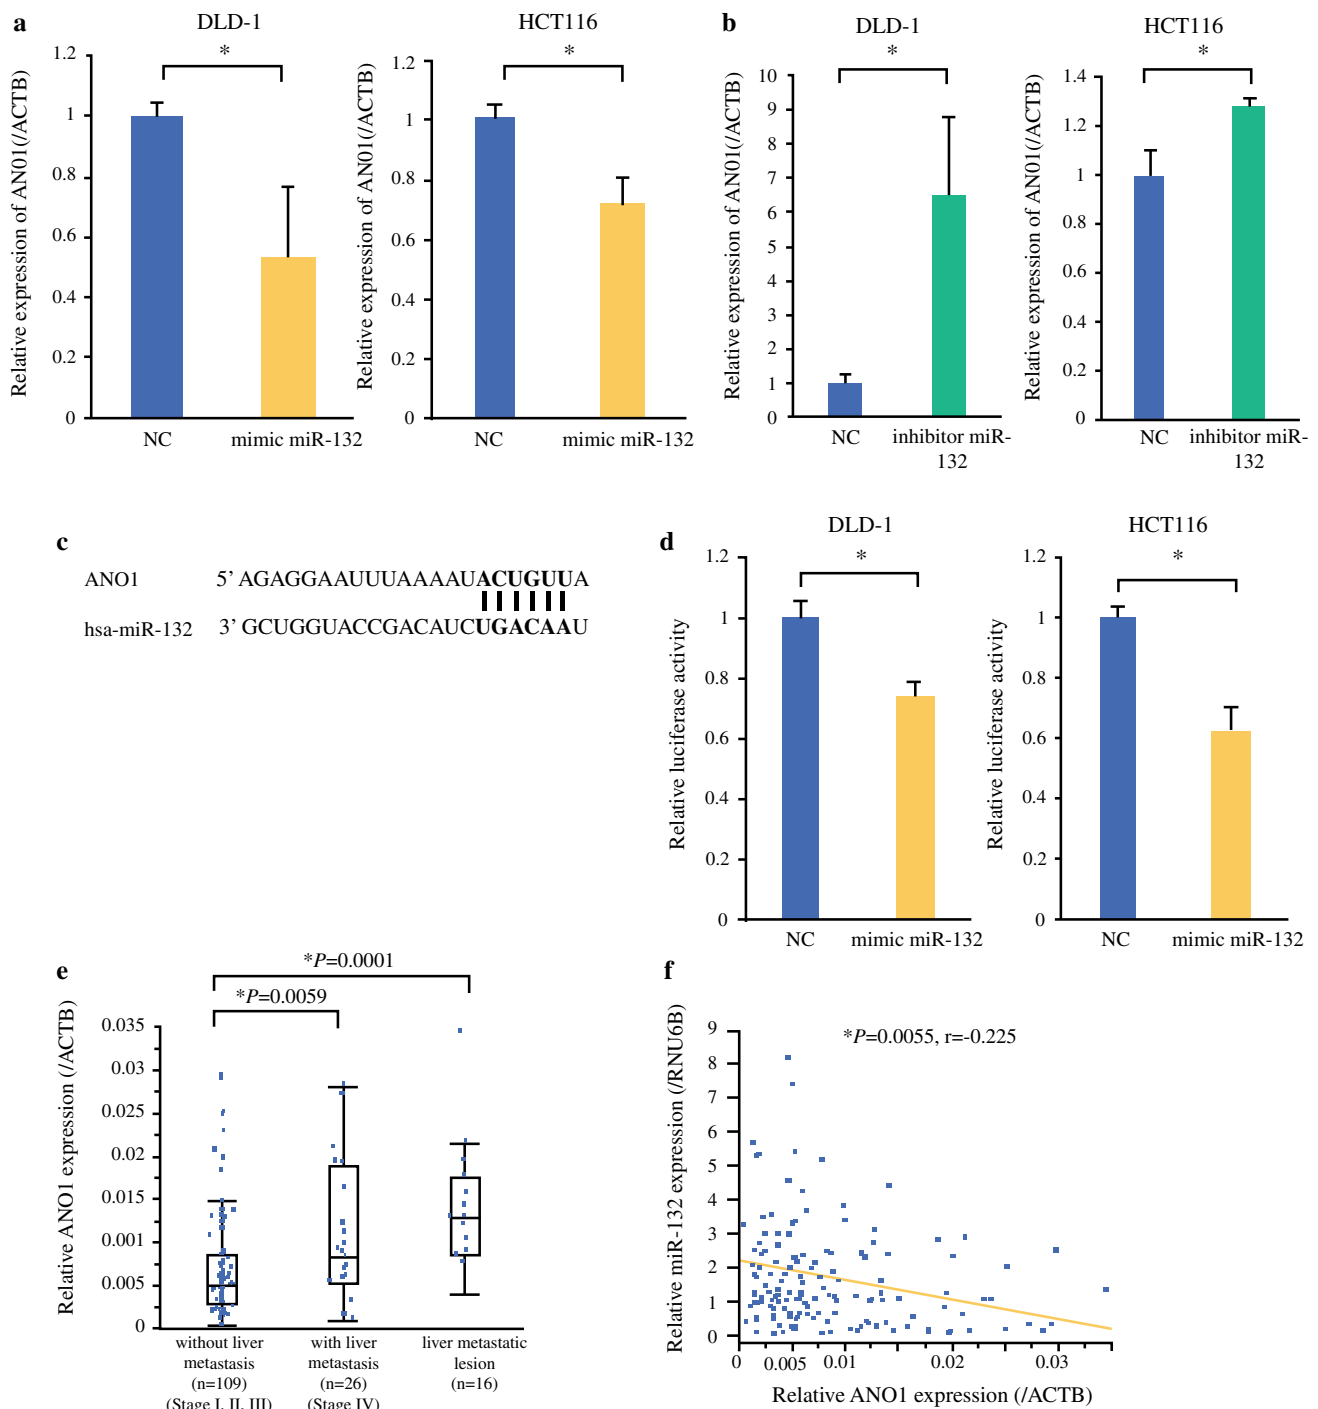 a
DLD-1
*
Relative expression of AN01(/ACTB)
1.2
1
0.8
0.6
0.4
0.2
0
NC
mimic miR-132
HCT116
*
Relative expression of AN01(/ACTB)
1.2
1
0.8
0.6
0.4
0.2
0
NC
mimic miR-132
b
DLD-1
*
Relative expression of AN01(/ACTB)
10
9
8
7
6
5
4
3
2
1
0
NC
inhibitor miR-
132
HCT116
*
Relative expression of AN01(/ACTB)
1.4
1.2
1
0.8
0.6
0.4
0.2
0
NC
inhibitor miR-
132
c
ANO1 5’ AGAGGAAUUUAAAAUACUGUUA
hsa-miR-132 3’ GCUGGUACCGACAUCUGACAAU
d
DLD-1
*
Relative luciferase activity
1.2
1
0.8
0.6
0.4
0.2
0
NC
mimic miR-132
HCT116
*
Relative luciferase activity
1.2
1
0.8
0.6
0.4
0.2
0
NC
mimic miR-132
e
*P=0.0001
*P=0.0059
Relative ANO1 expression (/ACTB)
0.035
0.03
0.025
0.02
0.015
0.001
0.005
0
without liver
metastasis
(n=109)
(Stage I, II, III)
with liver
metastasis
(n=26)
(Stage IV)
liver metastatic
lesion
(n=16)
f
*P=0.0055, r=-0.225
Relative miR-132 expression (/RNU6B)
9
8
7
6
5
4
3
2
1
0
0 0.005 0.01 0.02 0.03
Relative ANO1 expression (/ACTB)